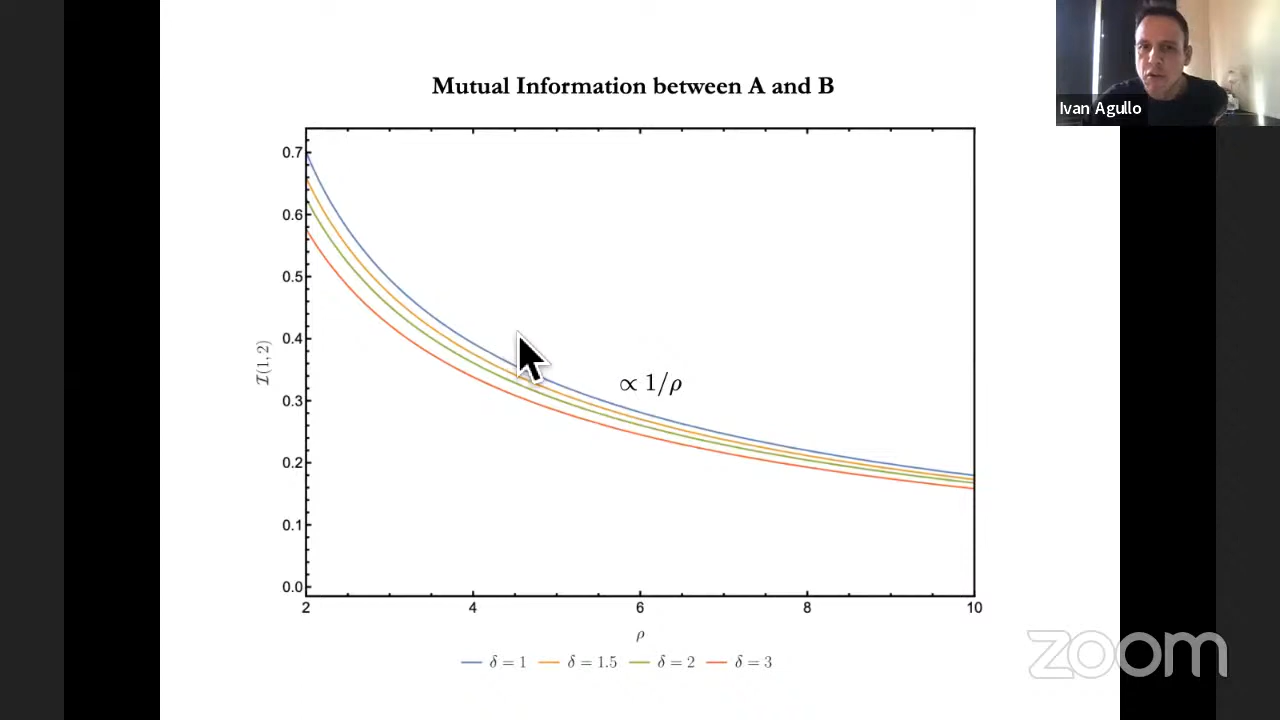 Mutual Information between A and B
Ivan Agullo
0.7
0.6
0.5
0.4
0.3
0.2
0.1
0.0
I(1, 2)
∝ 1/ρ
2 4 6 8 10
ρ
δ = 1 δ = 1.5 δ = 2 δ = 3
zoom